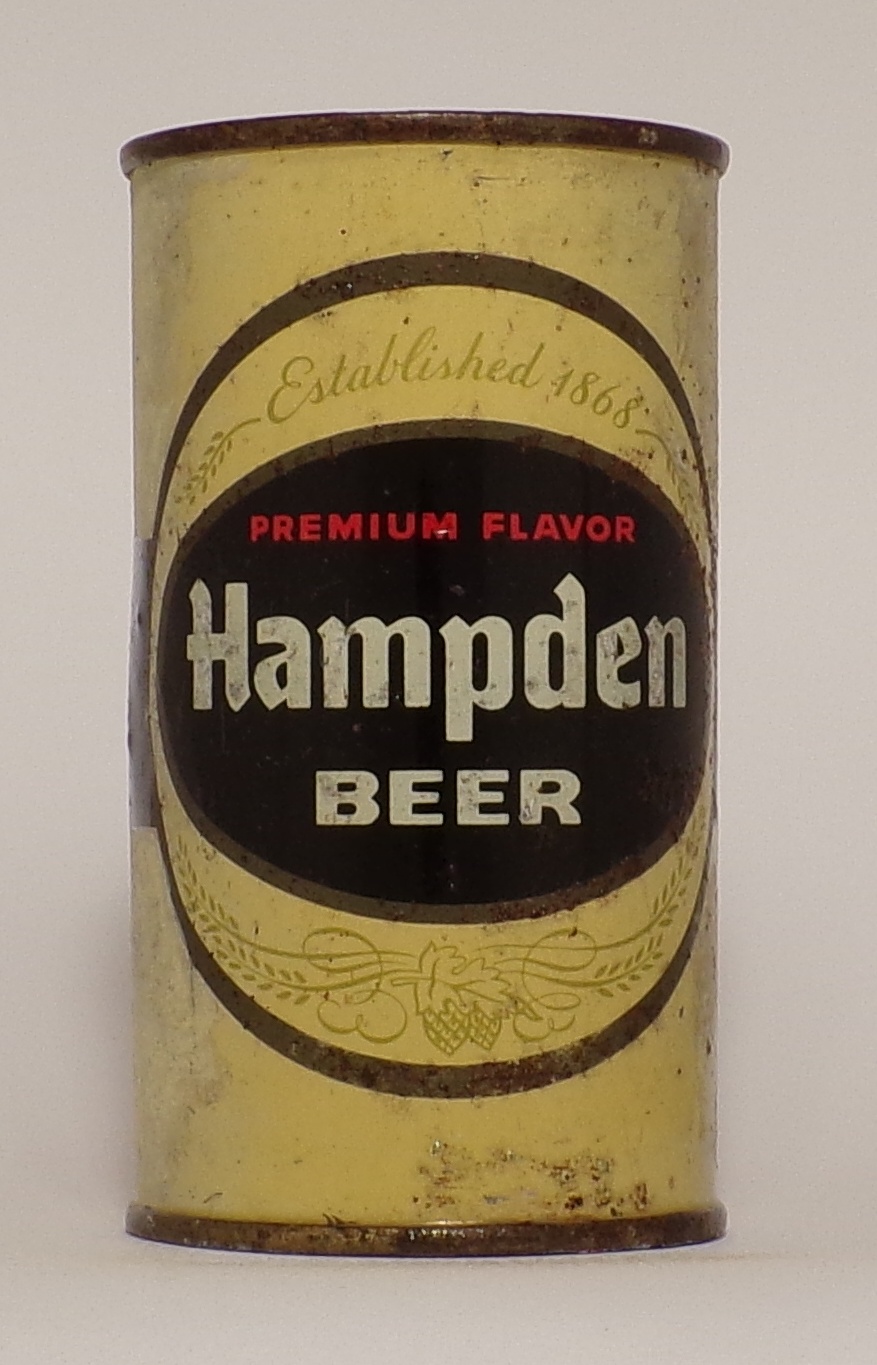 Established 1868
PREMIUM FLAVOR
Hampden
BEER